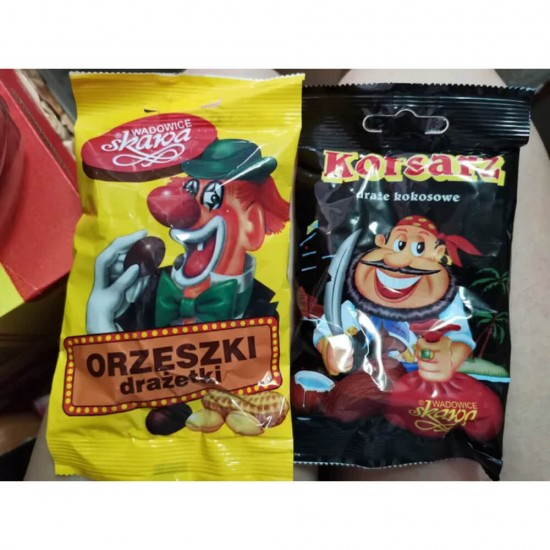 WADOWICE
®skawa
ORZESZKI
drażetki
Korsarz
draże kokosowe
WADOWICE
®skawa